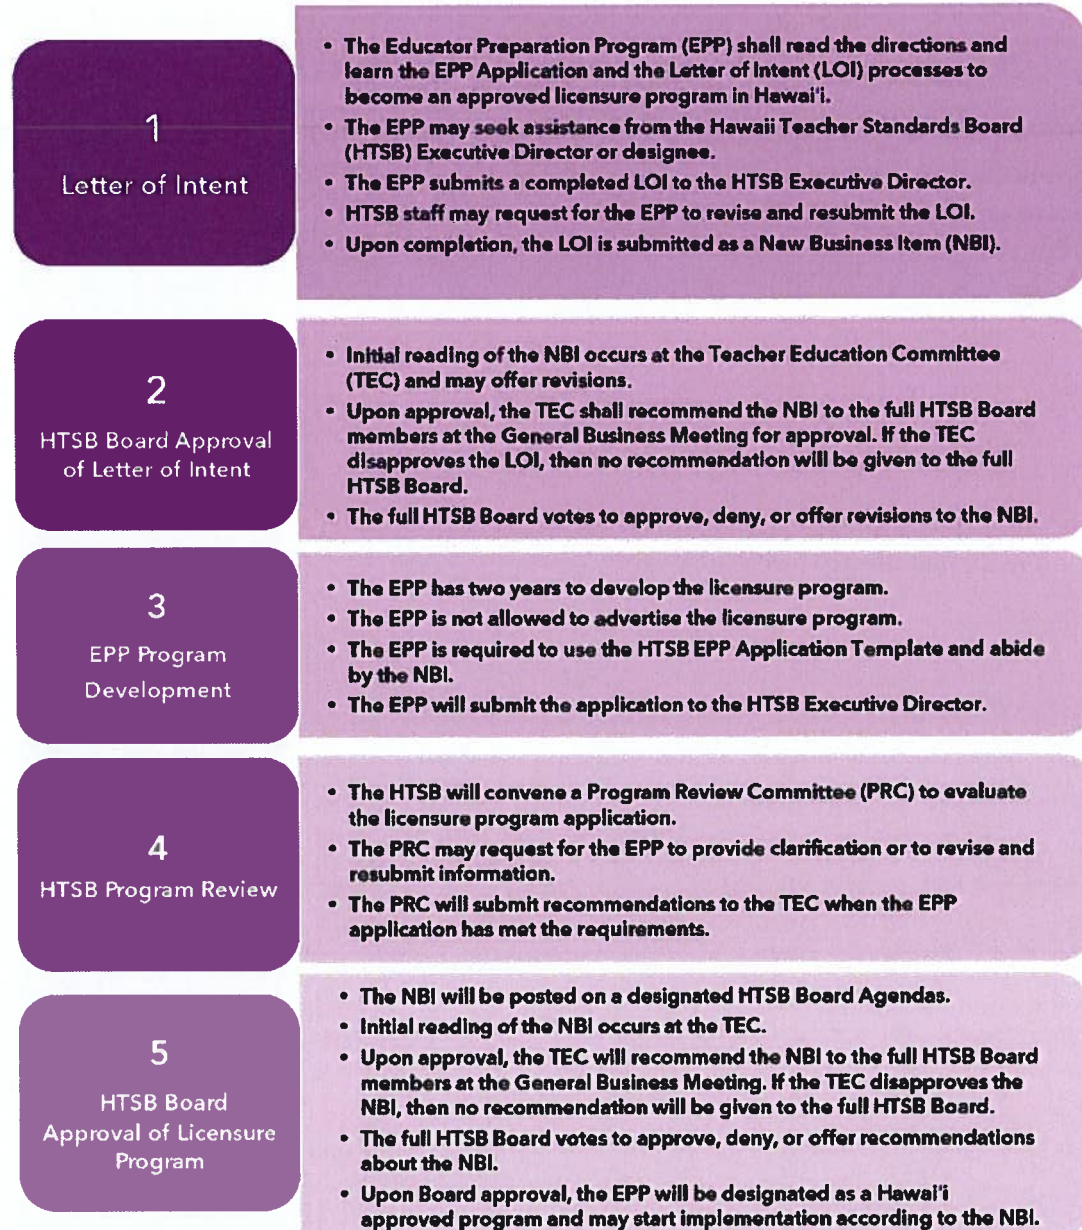 1
Letter of Intent
• The Educator Preparation Program (EPP) shall read the directions and
learn the EPP Application and the Letter of Intent (LOI) processes to
become an approved licensure program in Hawai'i.
• The EPP may seek assistance from the Hawaii Teacher Standards Board
(HTSB) Executive Director or designee.
• The EPP submits a completed LOI to the HTSB Executive Director.
• HTSB staff may request for the EPP to revise and resubmit the LOI.
• Upon completion, the LOI is submitted as a New Business Item (NBI).
2
HTSB Board Approval
of Letter of Intent
• Initial reading of the NBI occurs at the Teacher Education Committee
(TEC) and may offer revisions.
• Upon approval, the TEC shall recommend the NBI to the full HTSB Board
members at the General Business Meeting for approval. If the TEC
disapproves the LOI, then no recommendation will be given to the full
HTSB Board.
• The full HTSB Board votes to approve, deny, or offer revisions to the NBI.
3
EPP Program
Development
• The EPP has two years to develop the licensure program.
• The EPP is not allowed to advertise the licensure program.
• The EPP is required to use the HTSB EPP Application Template and abide
by the NBI.
• The EPP will submit the application to the HTSB Executive Director.
4
HTSB Program Review
• The HTSB will convene a Program Review Committee (PRC) to evaluate
the licensure program application.
• The PRC may request for the EPP to provide clarification or to revise and
resubmit information.
• The PRC will submit recommendations to the TEC when the EPP
application has met the requirements.
5
HTSB Board
Approval of Licensure
Program
• The NBI will be posted on a designated HTSB Board Agendas.
• Initial reading of the NBI occurs at the TEC.
• Upon approval, the TEC will recommend the NBI to the full HTSB Board
members at the General Business Meeting. If the TEC disapproves the
NBI, then no recommendation will be given to the full HTSB Board.
• The full HTSB Board votes to approve, deny, or offer recommendations
about the NBI.
• Upon Board approval, the EPP will be designated as a Hawai'i
approved program and may start implementation according to the NBI.